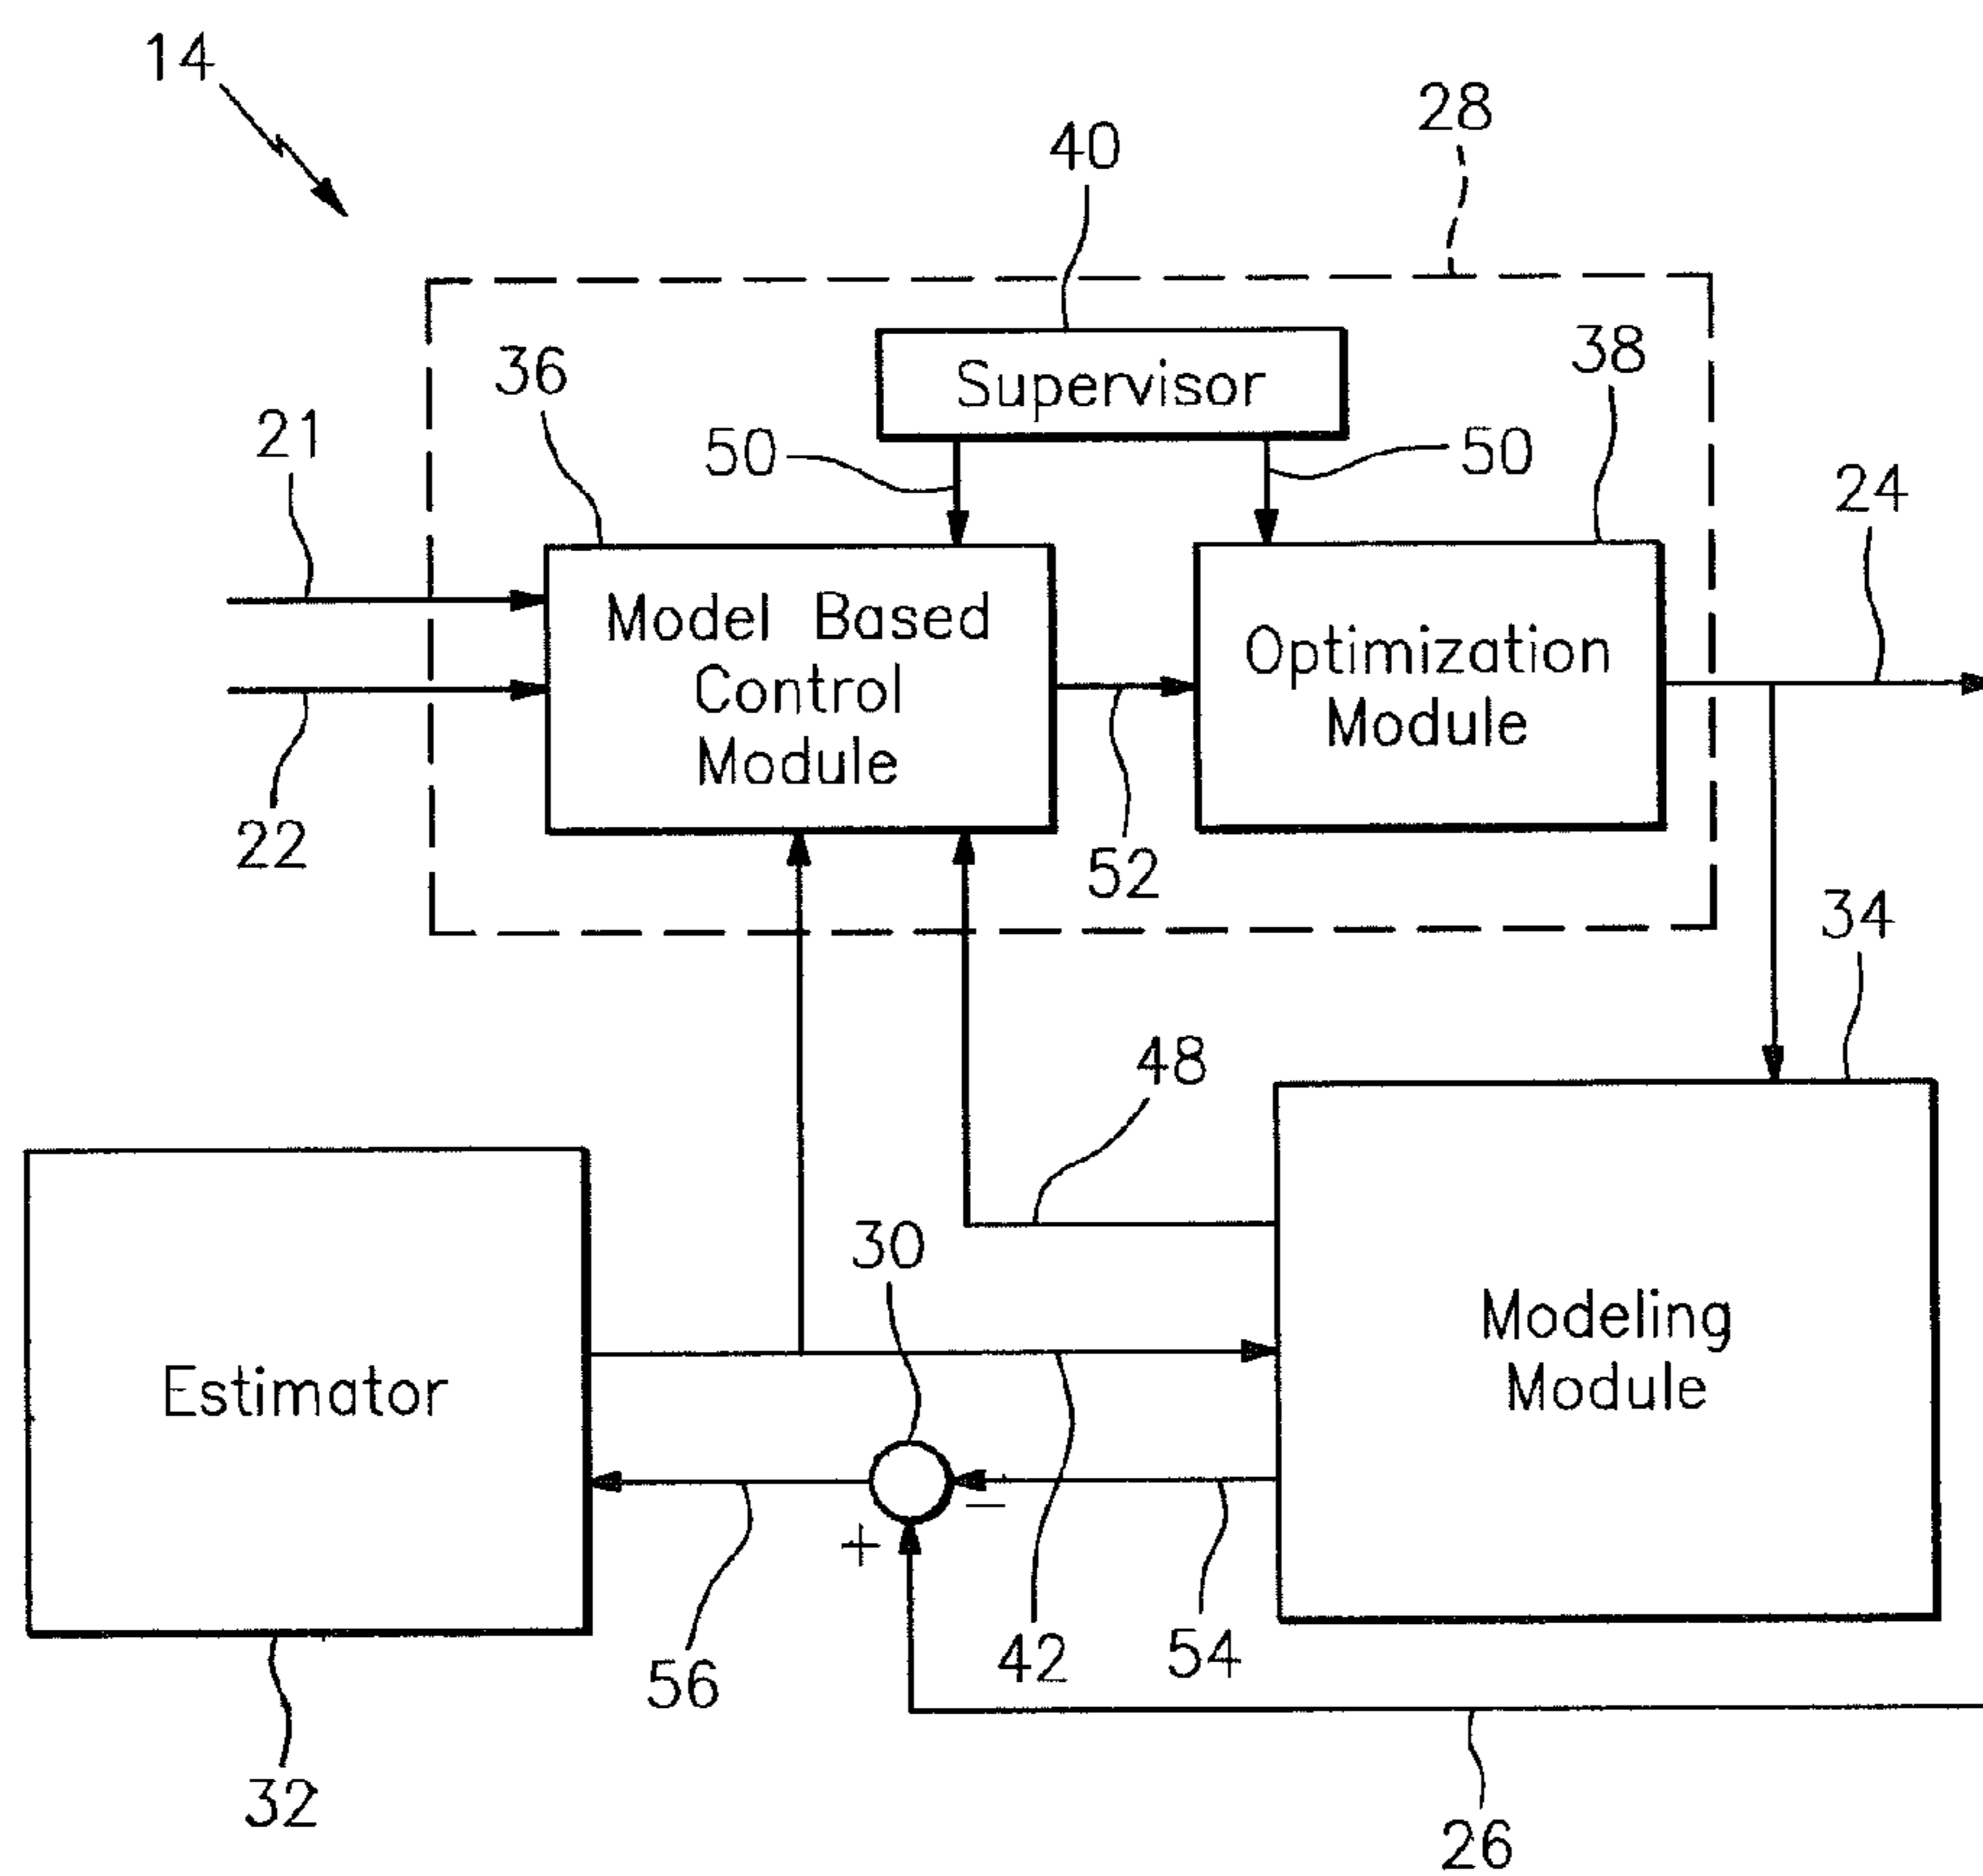 14
28
40
Supervisor
36
38
21
50
50
24
Model Based
Control
Module
Optimization
Module
22
52
34
48
30
Estimator
Modeling
Module
−
+
56
42
54
32
26